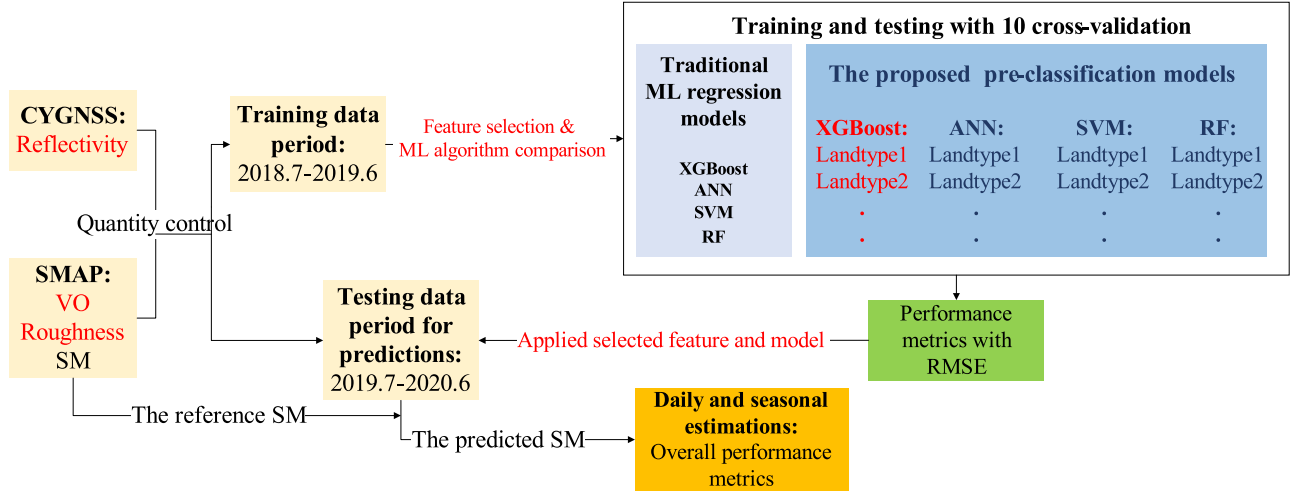 Training and testing with 10 cross-validation
Traditional
ML regression
models
XGBoost
ANN
SVM
RF
The proposed pre-classification models
XGBoost: ANN: SVM: RF:
Landtype1 Landtype1 Landtype1 Landtype1
Landtype2 Landtype2 Landtype2 Landtype2
. . . .
. . . .
CYGNSS:
Reflectivity
Training data
period:
2018.7-2019.6
Feature selection &
ML algorithm comparison
Quantity control
SMAP:
VO
Roughness
SM
Testing data
period for
predictions:
2019.7-2020.6
Applied selected feature and model
Performance
metrics with
RMSE
The reference SM
The predicted SM
Daily and seasonal
estimations:
Overall performance
metrics